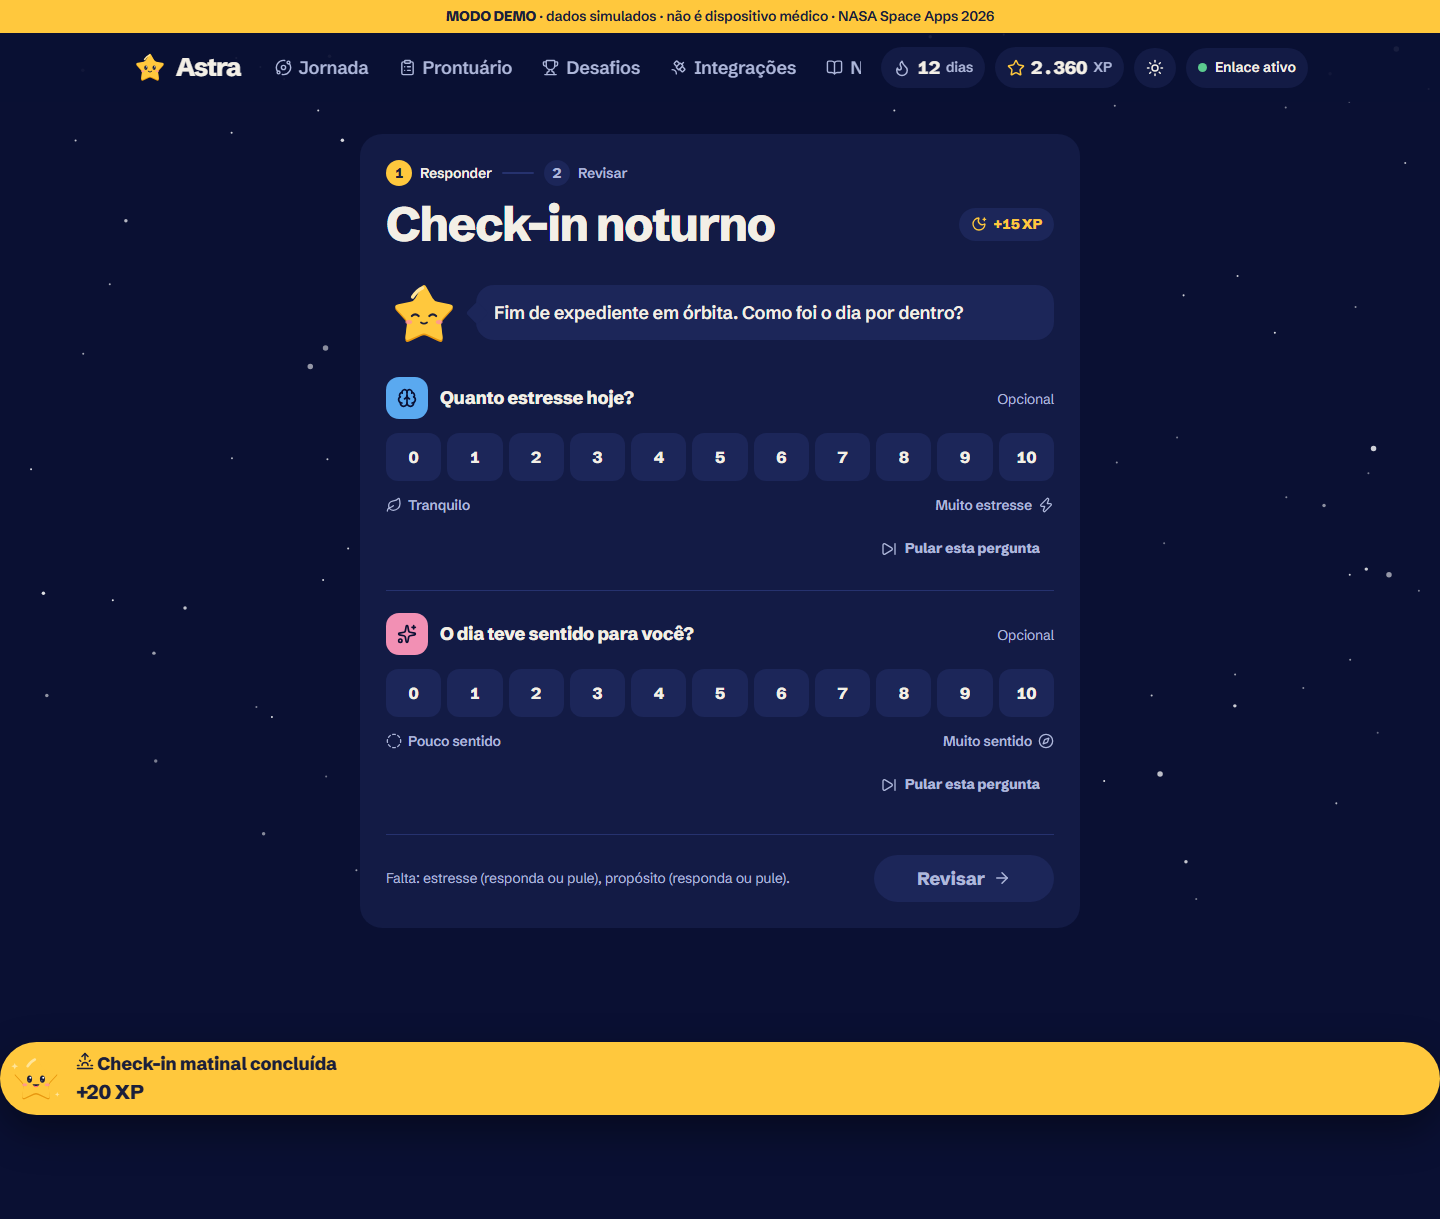 MODO DEMO · dados simulados · não é dispositivo médico · NASA Space Apps 2026
Astra Jornada Prontuário Desafios Integrações N 12 dias 2.360 XP Enlace ativo
1 Responder 2 Revisar
Check-in noturno +15 XP
Fim de expediente em órbita. Como foi o dia por dentro?
Quanto estresse hoje? Opcional
0 1 2 3 4 5 6 7 8 9 10
Tranquilo Muito estresse
Pular esta pergunta
O dia teve sentido para você? Opcional
0 1 2 3 4 5 6 7 8 9 10
Pouco sentido Muito sentido
Pular esta pergunta
Falta: estresse (responda ou pule), propósito (responda ou pule). Revisar
Check-in matinal concluída
+20 XP